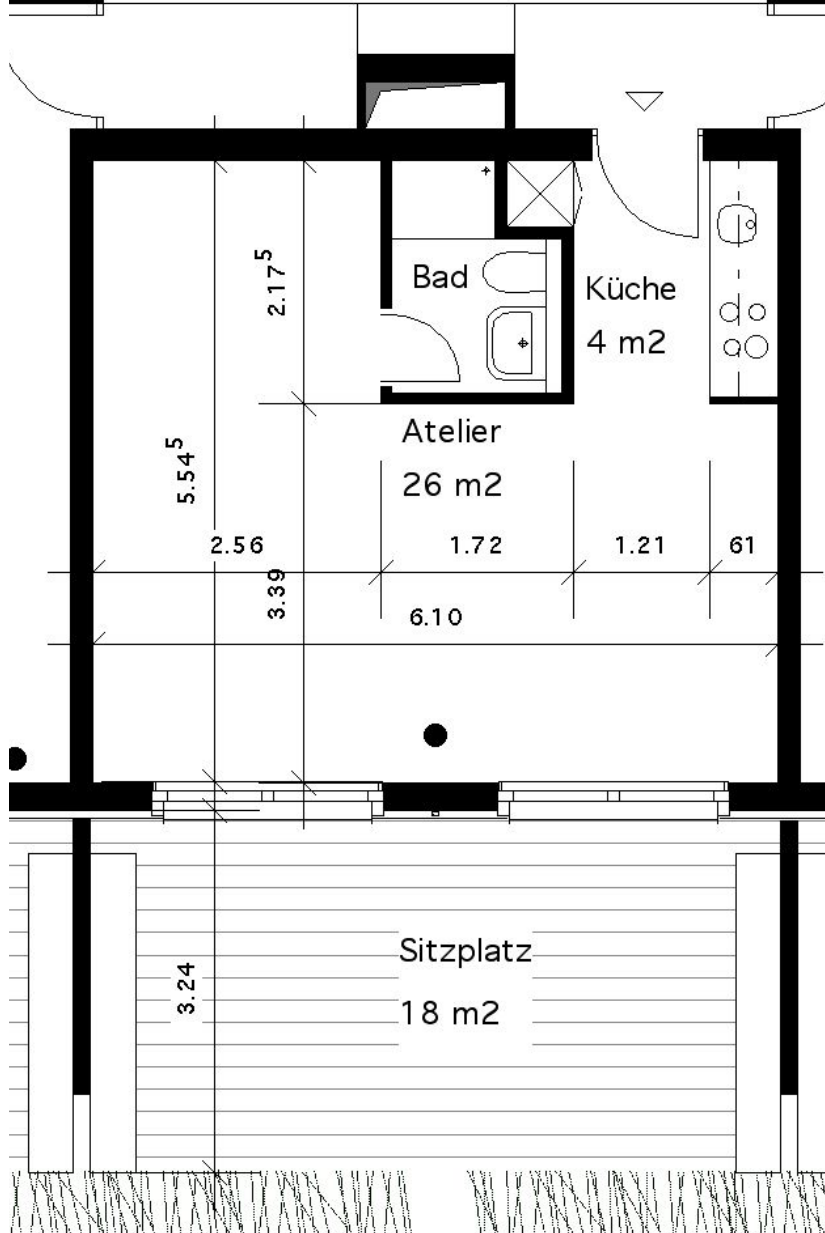 2.17⁵
Bad
Küche
4 m2
Atelier
26 m2
5.54⁵
2.56
1.72
1.21
61
3.39
6.10
Sitzplatz
18 m2
3.24